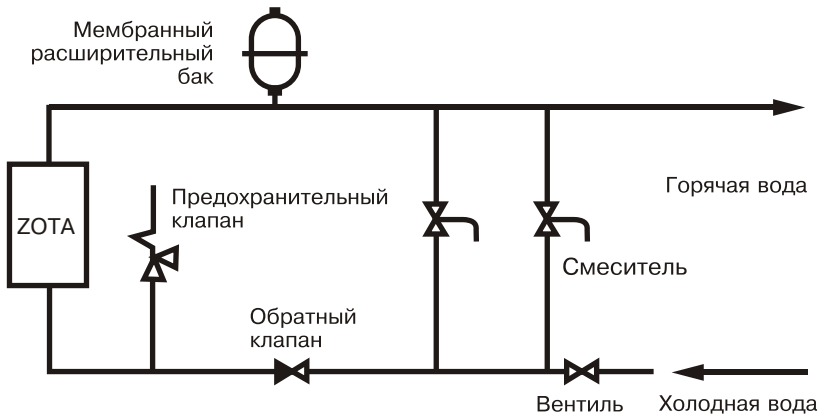 Мембранный
расширительный
бак
Предохранительный
клапан
ZOTA
Горячая вода
Смеситель
Обратный
клапан
Вентиль
Холодная вода